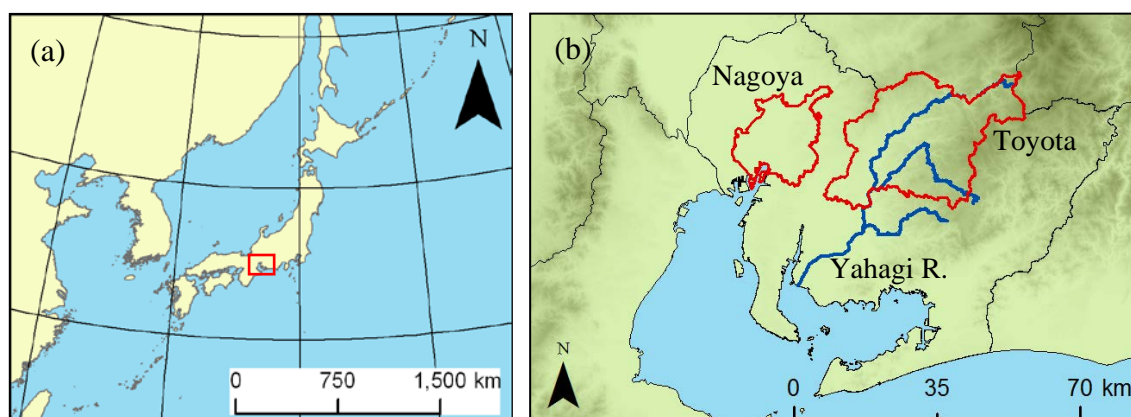 (a)
N
0 750 1,500 km
(b)
Nagoya
Toyota
Yahagi R.
N
0 35 70 km